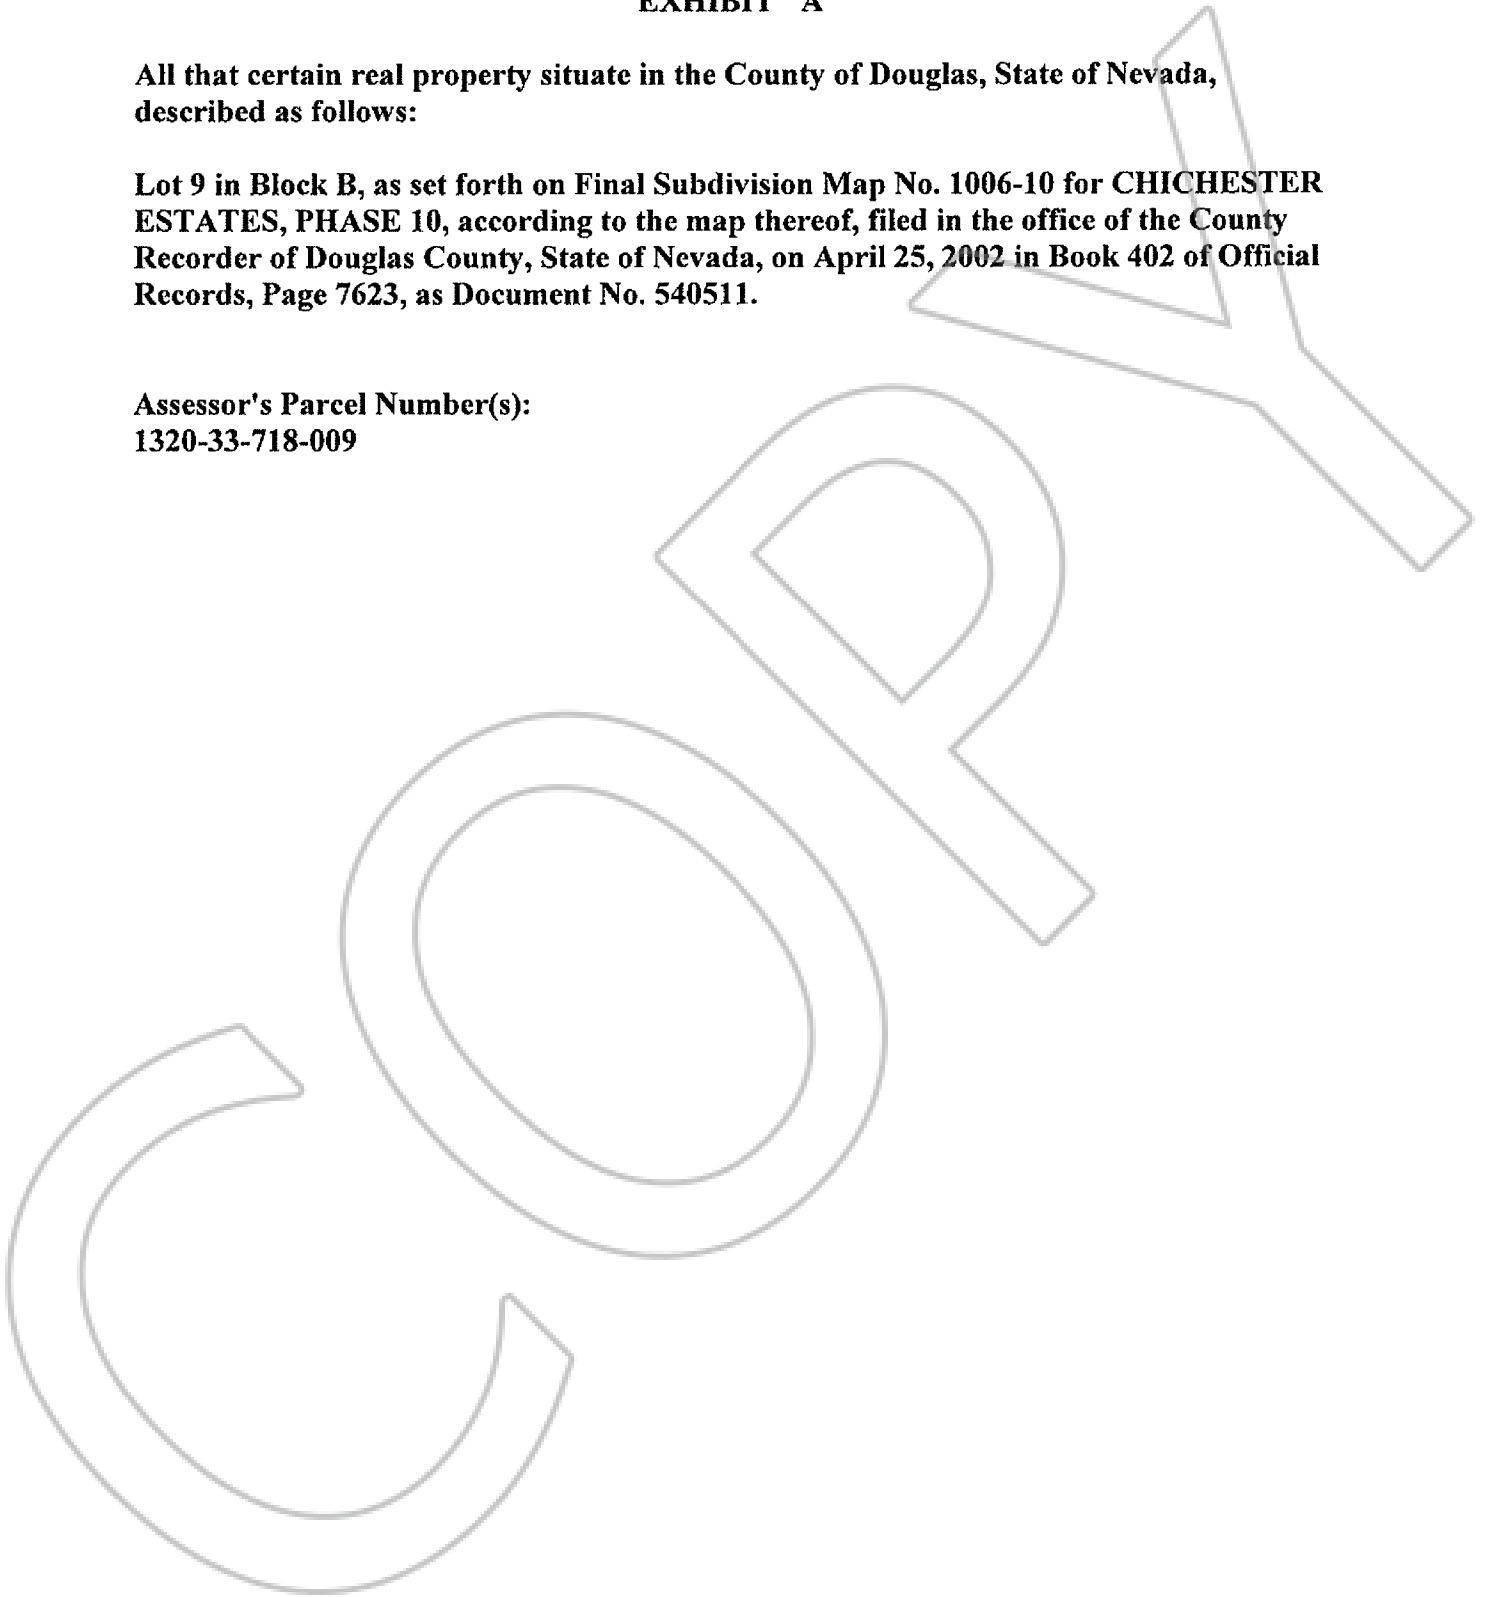 EXHIBIT "A"
All that certain real property situate in the County of Douglas, State of Nevada,
described as follows:
Lot 9 in Block B, as set forth on Final Subdivision Map No. 1006-10 for CHICHESTER
ESTATES, PHASE 10, according to the map thereof, filed in the office of the County
Recorder of Douglas County, State of Nevada, on April 25, 2002 in Book 402 of Official
Records, Page 7623, as Document No. 540511.
Assessor's Parcel Number(s):
1320-33-718-009
COPY